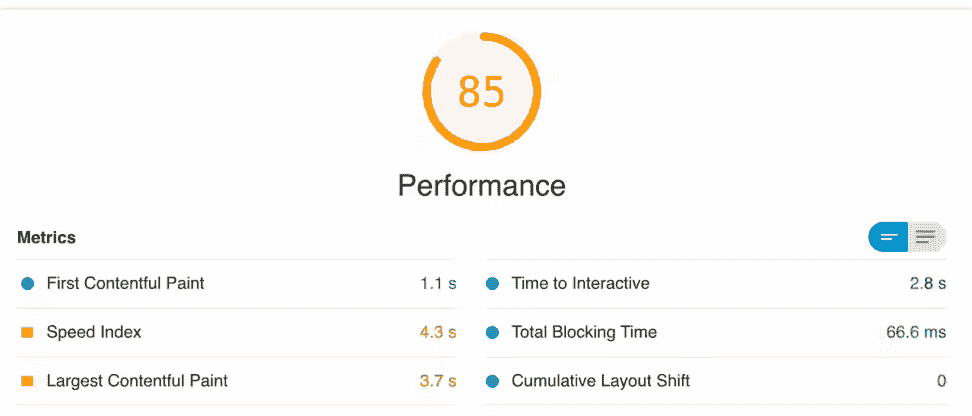 85
Performance
Metrics
First Contentful Paint 1.1 s
Time to Interactive 2.8 s
Speed Index 4.3 s
Total Blocking Time 66.6 ms
Largest Contentful Paint 3.7 s
Cumulative Layout Shift 0